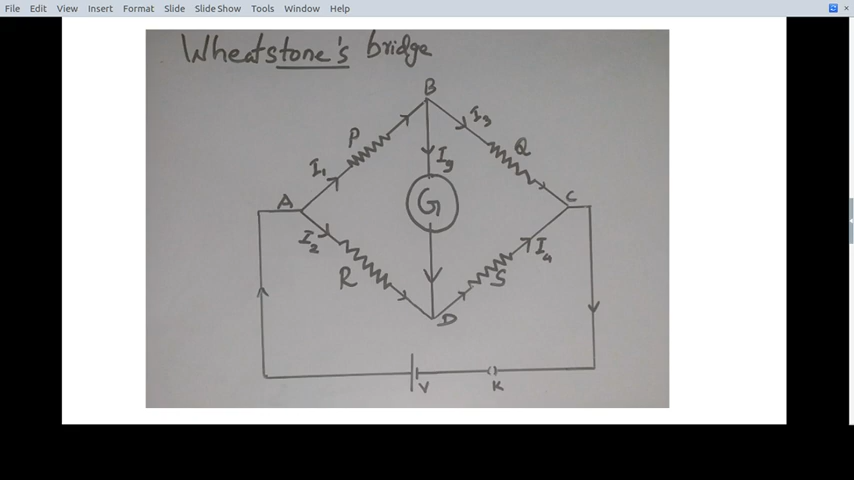 File Edit View Insert Format Slide Slide Show Tools Window Help
Wheatstone's bridge
B
P
I3
Q
I1
Ig
G
A
C
I2
I4
R
S
D
V
K